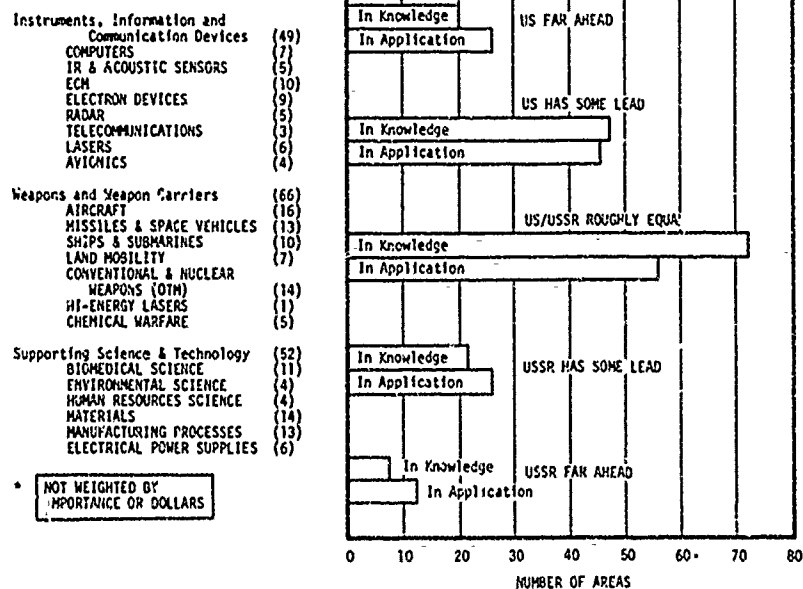 Instruments, Information and
Communication Devices (49)
COMPUTERS (7)
IR & ACOUSTIC SENSORS (5)
ECM (10)
ELECTRON DEVICES (9)
RADAR (5)
TELECOMMUNICATIONS (3)
LASERS (6)
AVIONICS (4)
Weapons and Weapon Carriers (66)
AIRCRAFT (16)
MISSILES & SPACE VEHICLES (13)
SHIPS & SUBMARINES (10)
LAND MOBILITY (7)
CONVENTIONAL & NUCLEAR
WEAPONS (OTH) (14)
HI-ENERGY LASERS (1)
CHEMICAL WARFARE (5)
Supporting Science & Technology (52)
BIOMEDICAL SCIENCE (11)
ENVIRONMENTAL SCIENCE (4)
HUMAN RESOURCES SCIENCE (4)
MATERIALS (14)
MANUFACTURING PROCESSES (13)
ELECTRICAL POWER SUPPLIES (6)
* NOT WEIGHTED BY
IMPORTANCE OR DOLLARS
In Knowledge
US FAR AHEAD
In Application
US HAS SOME LEAD
In Knowledge
In Application
US/USSR ROUGHLY EQUA
In Knowledge
In Application
In Knowledge
USSR HAS SOME LEAD
In Application
In Knowledge
USSR FAR AHEAD
In Application
0 10 20 30 40 50 60 70 80
NUMBER OF AREAS